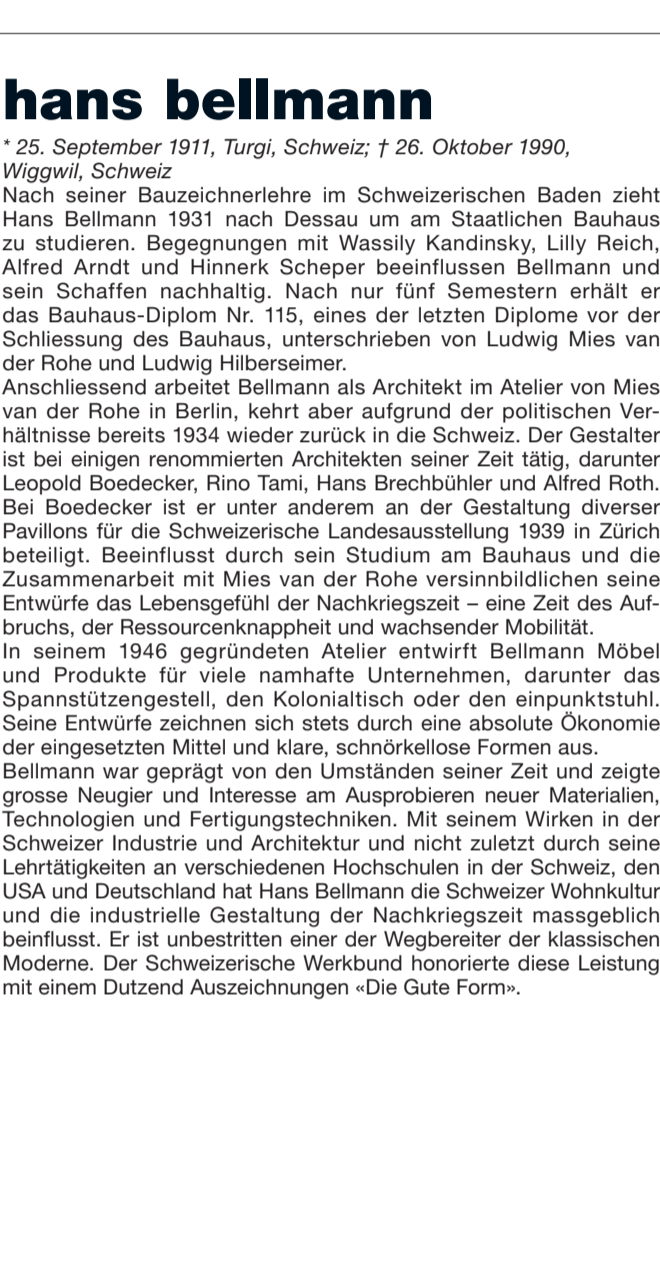 hans bellmann
* 25. September 1911, Turgi, Schweiz; † 26. Oktober 1990,
Wiggwil, Schweiz
Nach seiner Bauzeichnerlehre im Schweizerischen Baden zieht
Hans Bellmann 1931 nach Dessau um am Staatlichen Bauhaus
zu studieren. Begegnungen mit Wassily Kandinsky, Lilly Reich,
Alfred Arndt und Hinnerk Scheper beeinflussen Bellmann und
sein Schaffen nachhaltig. Nach nur fünf Semestern erhält er
das Bauhaus-Diplom Nr. 115, eines der letzten Diplome vor der
Schliessung des Bauhaus, unterschrieben von Ludwig Mies van
der Rohe und Ludwig Hilberseimer.
Anschliessend arbeitet Bellmann als Architekt im Atelier von Mies
van der Rohe in Berlin, kehrt aber aufgrund der politischen Ver-
hältnisse bereits 1934 wieder zurück in die Schweiz. Der Gestalter
ist bei einigen renommierten Architekten seiner Zeit tätig, darunter
Leopold Boedecker, Rino Tami, Hans Brechbühler und Alfred Roth.
Bei Boedecker ist er unter anderem an der Gestaltung diverser
Pavillons für die Schweizerische Landesausstellung 1939 in Zürich
beteiligt. Beeinflusst durch sein Studium am Bauhaus und die
Zusammenarbeit mit Mies van der Rohe versinnbildlichen seine
Entwürfe das Lebensgefühl der Nachkriegszeit – eine Zeit des Auf-
bruchs, der Ressourcenknappheit und wachsender Mobilität.
In seinem 1946 gegründeten Atelier entwirft Bellmann Möbel
und Produkte für viele namhafte Unternehmen, darunter das
Spannstützengestell, den Kolonialtisch oder den einpunktstuhl.
Seine Entwürfe zeichnen sich stets durch eine absolute Ökonomie
der eingesetzten Mittel und klare, schnörkellose Formen aus.
Bellmann war geprägt von den Umständen seiner Zeit und zeigte
grosse Neugier und Interesse am Ausprobieren neuer Materialien,
Technologien und Fertigungstechniken. Mit seinem Wirken in der
Schweizer Industrie und Architektur und nicht zuletzt durch seine
Lehrtätigkeiten an verschiedenen Hochschulen in der Schweiz, den
USA und Deutschland hat Hans Bellmann die Schweizer Wohnkultur
und die industrielle Gestaltung der Nachkriegszeit massgeblich
beinflusst. Er ist unbestritten einer der Wegbereiter der klassischen
Moderne. Der Schweizerische Werkbund honorierte diese Leistung
mit einem Dutzend Auszeichnungen «Die Gute Form».